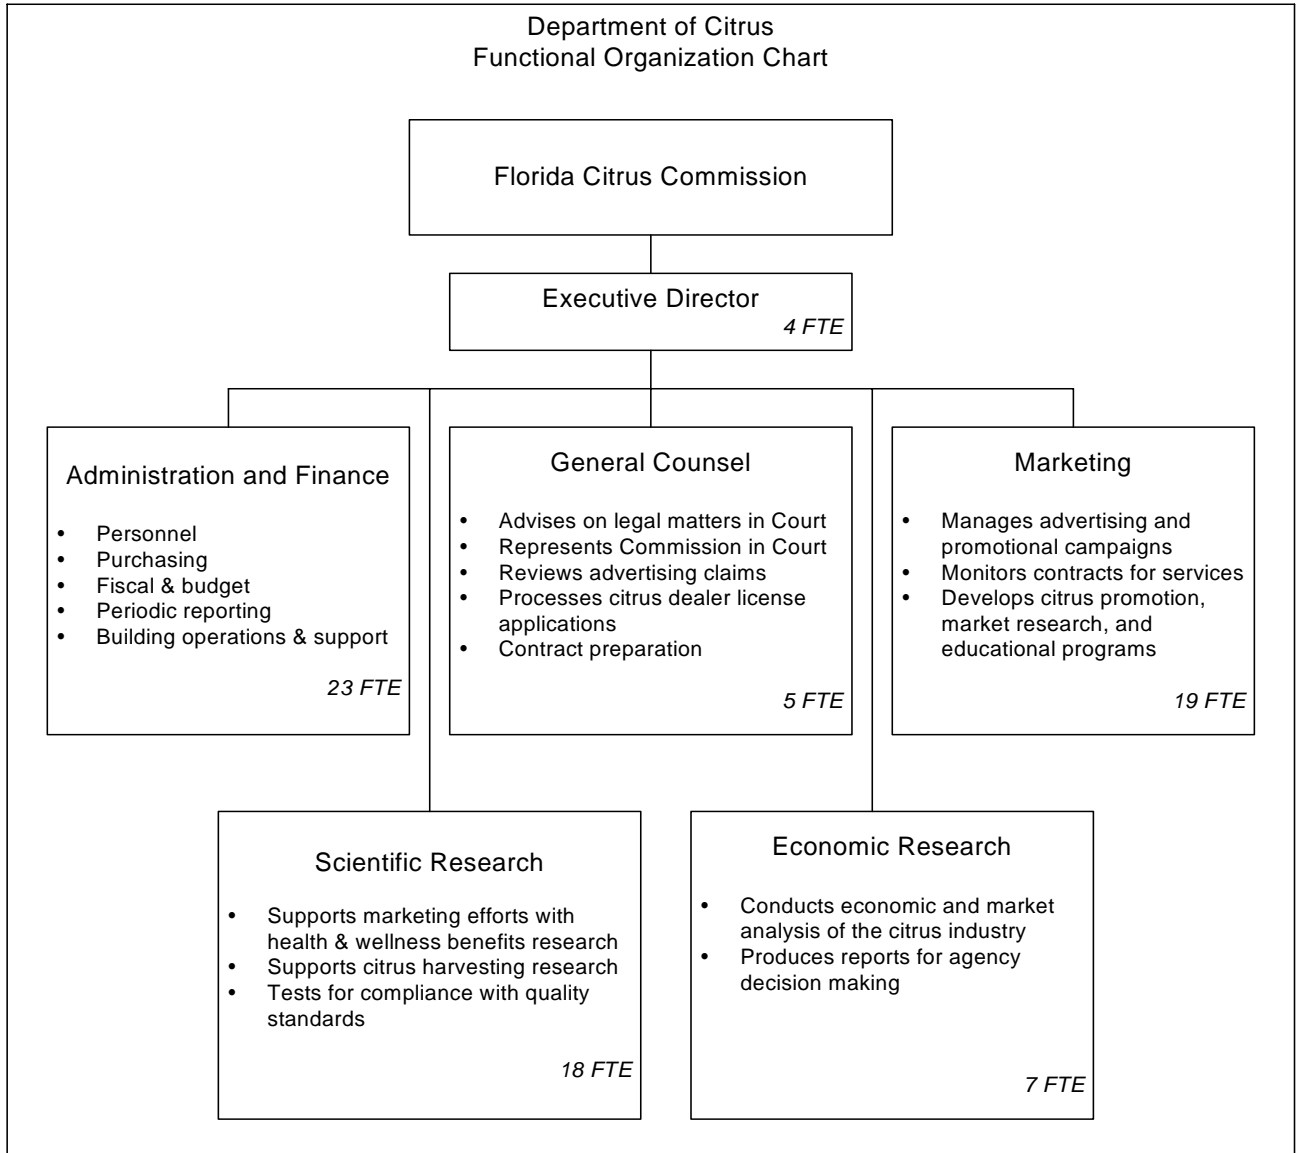 Department of Citrus
Functional Organization Chart
Florida Citrus Commission
Executive Director
4 FTE
Administration and Finance
• Personnel
• Purchasing
• Fiscal & budget
• Periodic reporting
• Building operations & support
23 FTE
General Counsel
• Advises on legal matters in Court
• Represents Commission in Court
• Reviews advertising claims
• Processes citrus dealer license
applications
• Contract preparation
5 FTE
Marketing
• Manages advertising and
promotional campaigns
• Monitors contracts for services
• Develops citrus promotion,
market research, and
educational programs
19 FTE
Scientific Research
• Supports marketing efforts with
health & wellness benefits research
• Supports citrus harvesting research
• Tests for compliance with quality
standards
18 FTE
Economic Research
• Conducts economic and market
analysis of the citrus industry
• Produces reports for agency
decision making
7 FTE